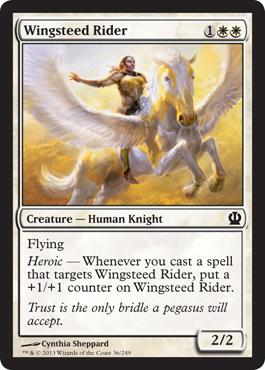 Wingsteed Rider 1
Creature — Human Knight
Flying
Heroic — Whenever you cast a spell
that targets Wingsteed Rider, put a
+1/+1 counter on Wingsteed Rider.
Trust is the only bridle a pegasus will
accept.
2/2
Cynthia Sheppard
™ & © 2013 Wizards of the Coast 36/249